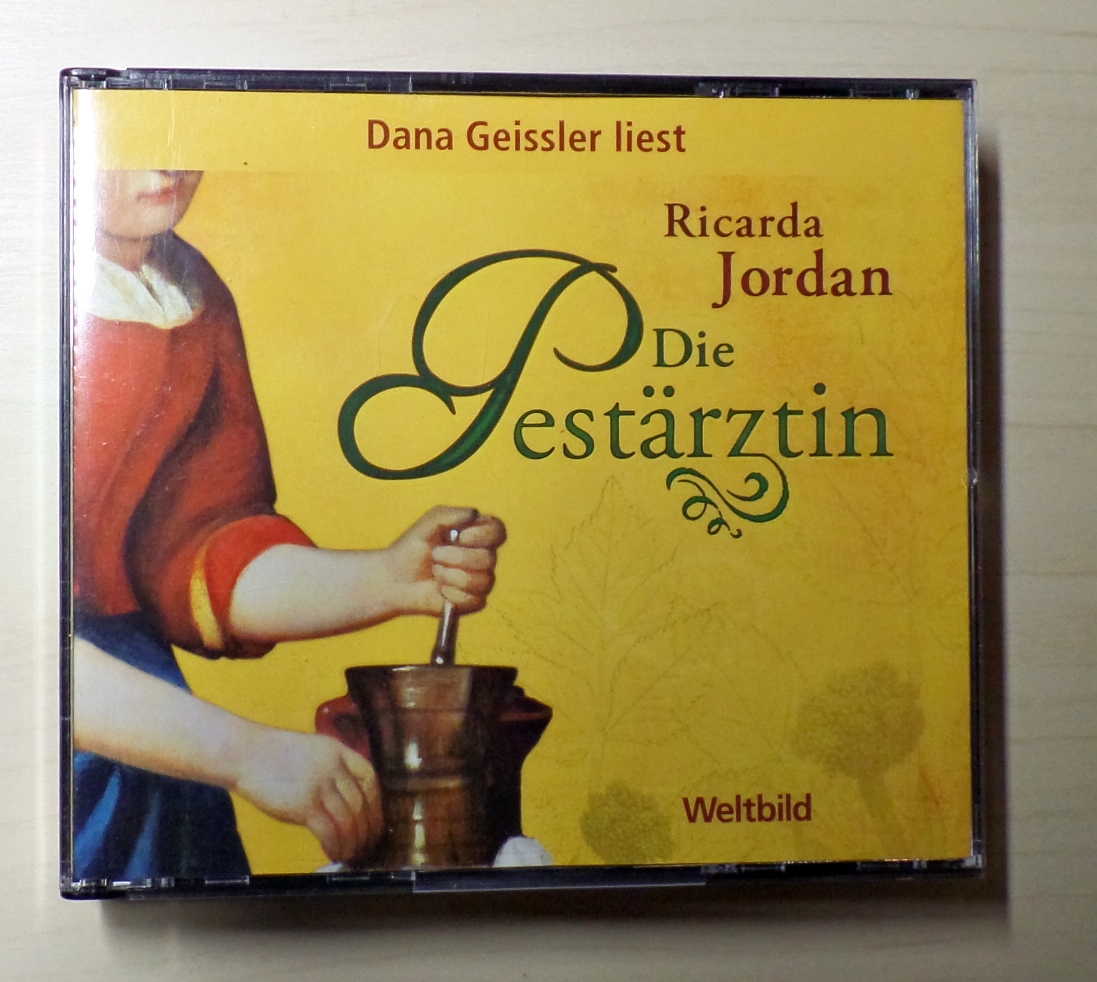 Dana Geissler liest
Ricarda
Jordan
Die
Pestärztin
Weltbild